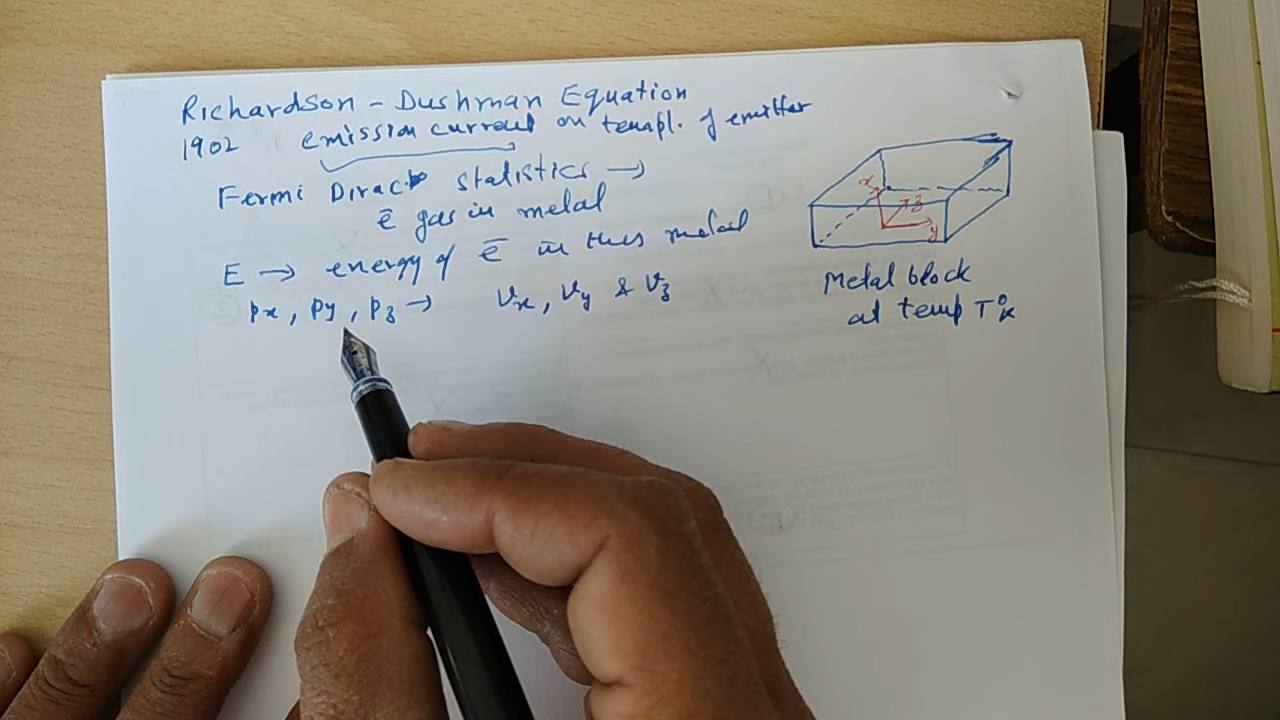 Richardson - Dushman Equation
1902 emission current on temp. of emitter
Fermi Dirac statistics →
ē gas in metal
E → energy of ē in this metal
px, py, pz → vx, vy & vz
x
z
y
Metal block
at temp T°K